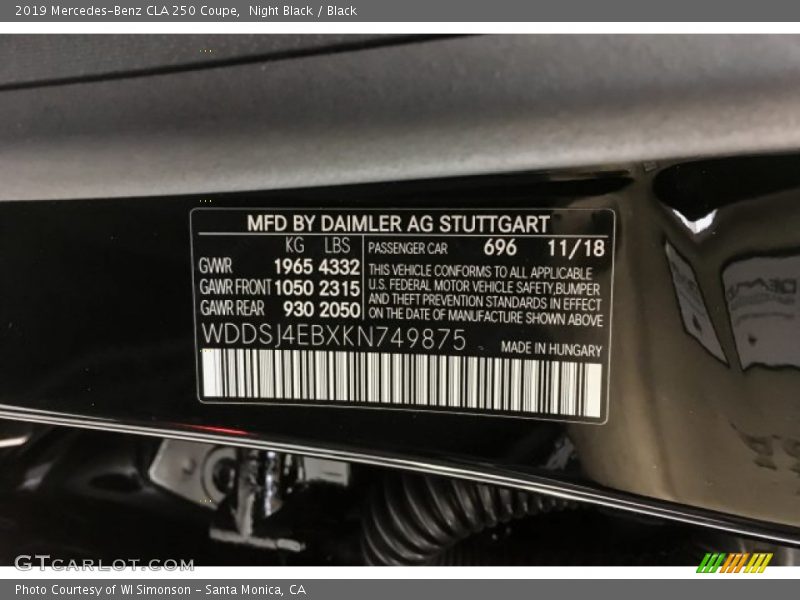 2019 Mercedes-Benz CLA 250 Coupe, Night Black / Black
MFD BY DAIMLER AG STUTTGART
KG LBS PASSENGER CAR 696 11/18
GWR 1965 4332
GAWR FRONT 1050 2315
GAWR REAR 930 2050
THIS VEHICLE CONFORMS TO ALL APPLICABLE
U.S. FEDERAL MOTOR VEHICLE SAFETY, BUMPER
AND THEFT PREVENTION STANDARDS IN EFFECT
ON THE DATE OF MANUFACTURE SHOWN ABOVE
WDDSJ4EBXKN749875 MADE IN HUNGARY
GTCARLOT.COM
Photo Courtesy of WI Simonson - Santa Monica, CA